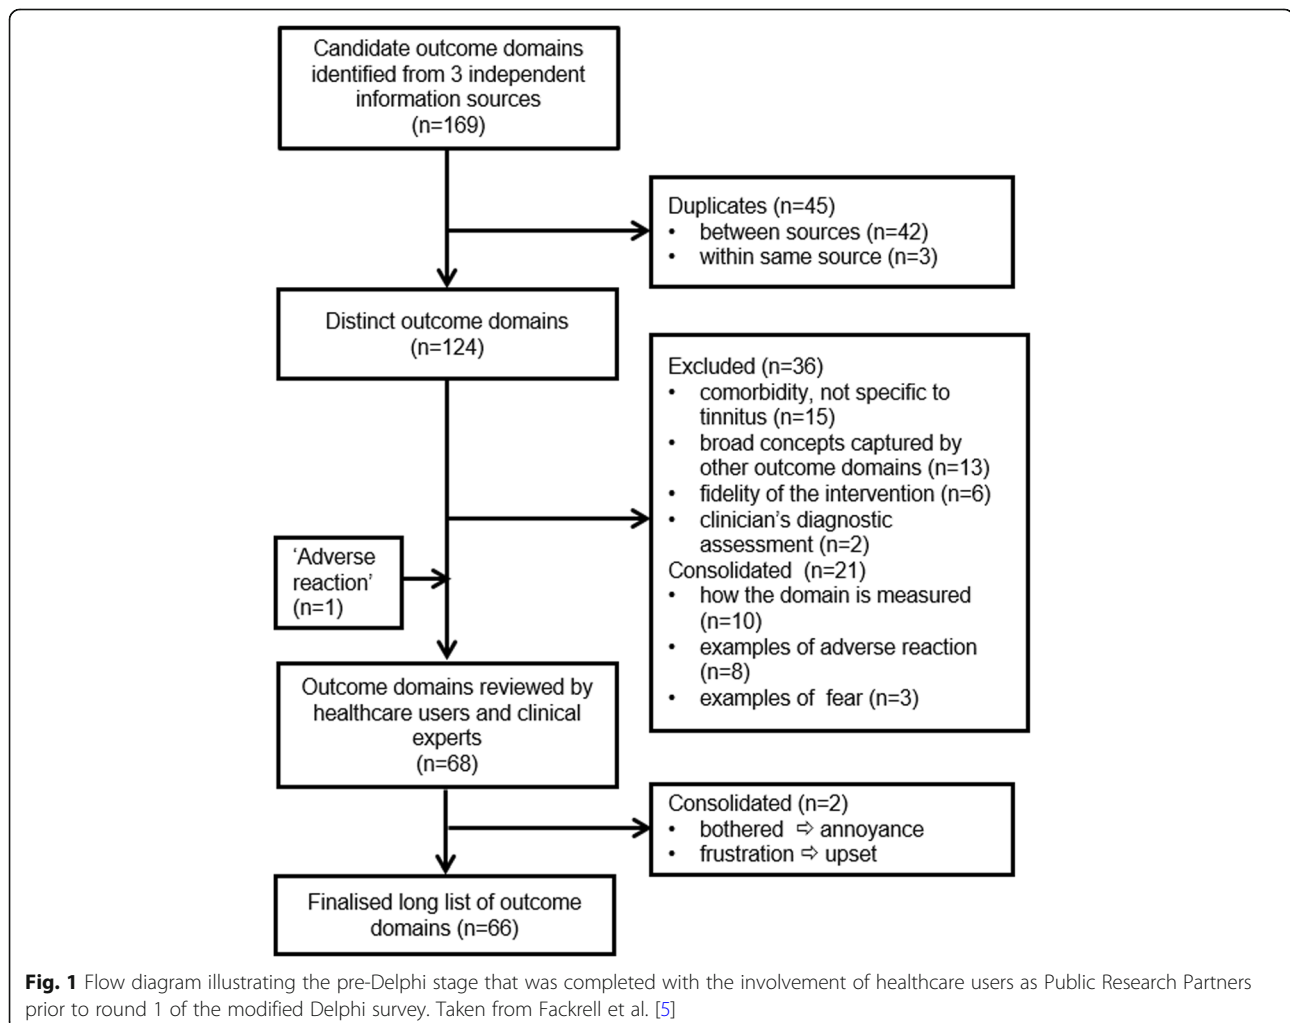 Candidate outcome domains
identified from 3 independent
information sources
(n=169)
Duplicates (n=45)
• between sources (n=42)
• within same source (n=3)
Distinct outcome domains
(n=124)
Excluded (n=36)
• comorbidity, not specific to
tinnitus (n=15)
• broad concepts captured by
other outcome domains (n=13)
• fidelity of the intervention (n=6)
• clinician's diagnostic
assessment (n=2)
Consolidated (n=21)
• how the domain is measured
(n=10)
• examples of adverse reaction
(n=8)
• examples of fear (n=3)
‘Adverse
reaction’
(n=1)
Outcome domains reviewed by
healthcare users and clinical
experts
(n=68)
Consolidated (n=2)
• bothered ⇨ annoyance
• frustration ⇨ upset
Finalised long list of outcome
domains (n=66)
Fig. 1 Flow diagram illustrating the pre-Delphi stage that was completed with the involvement of healthcare users as Public Research Partners
prior to round 1 of the modified Delphi survey. Taken from Fackrell et al. [5]